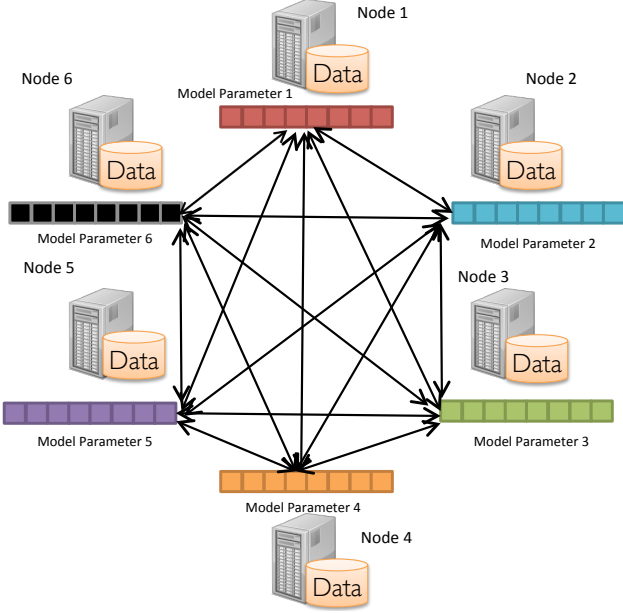 Node 1
Data
Model Parameter 1
Node 6
Data
Model Parameter 6
Node 2
Data
Model Parameter 2
Node 5
Data
Model Parameter 5
Node 3
Data
Model Parameter 3
Model Parameter 4
Node 4
Data